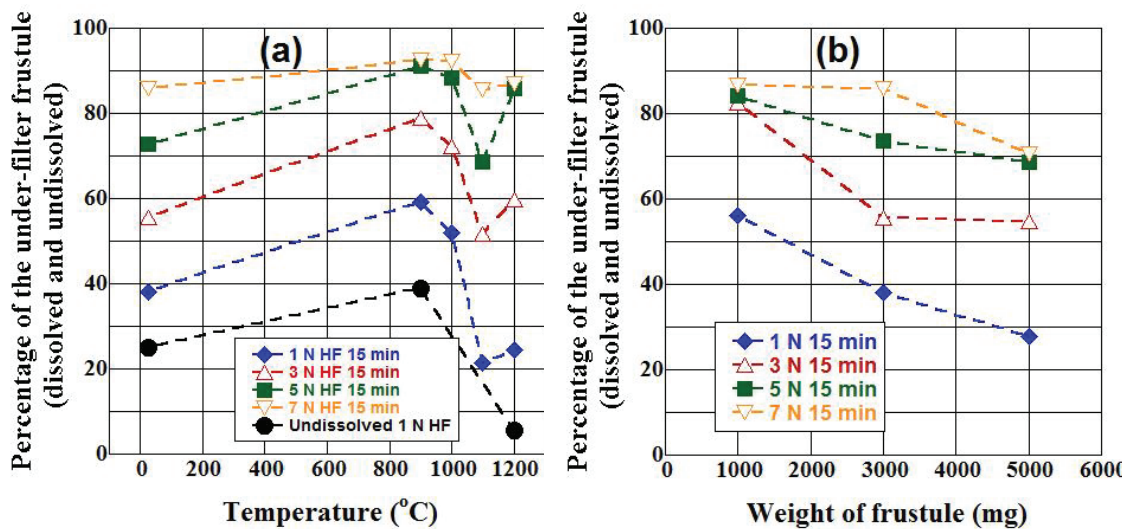 Percentage of the under-filter frustule
(dissolved and undissolved)
100
80
60
40
20
0
(a)
1 N HF 15 min
3 N HF 15 min
5 N HF 15 min
7 N HF 15 min
Undissolved 1 N HF
0 200 400 600 800 1000 1200
Temperature (°C)
Percentage of the under-filter frustule
(dissolved and undissolved)
100
80
60
40
20
0
(b)
1 N 15 min
3 N 15 min
5 N 15 min
7 N 15 min
0 1000 2000 3000 4000 5000 6000
Weight of frustule (mg)